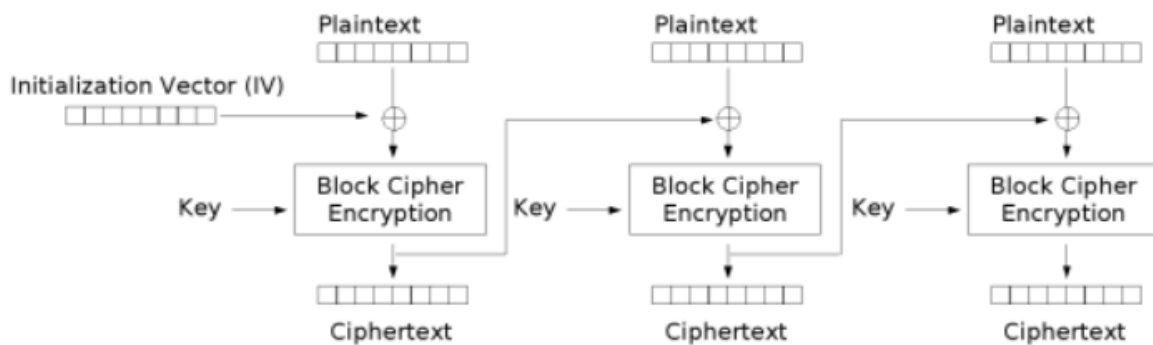 Plaintext
Plaintext
Plaintext
Initialization Vector (IV)
Key
Block Cipher
Encryption
Key
Block Cipher
Encryption
Key
Block Cipher
Encryption
Ciphertext
Ciphertext
Ciphertext